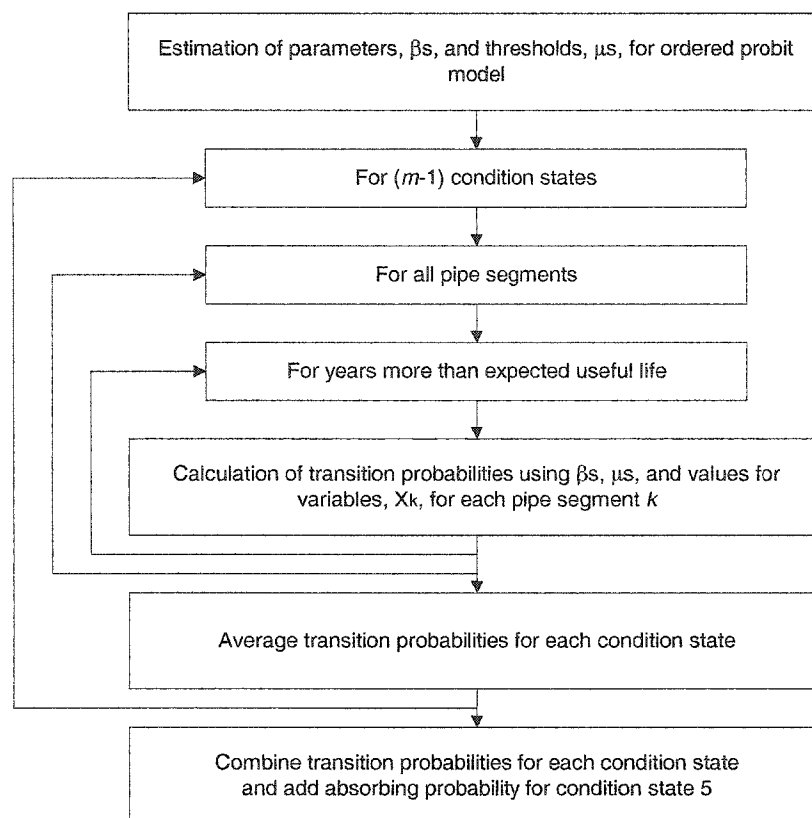 Estimation of parameters, βs, and thresholds, μs, for ordered probit
model
For (m-1) condition states
For all pipe segments
For years more than expected useful life
Calculation of transition probabilities using βs, μs, and values for
variables, Xk, for each pipe segment k
Average transition probabilities for each condition state
Combine transition probabilities for each condition state
and add absorbing probability for condition state 5